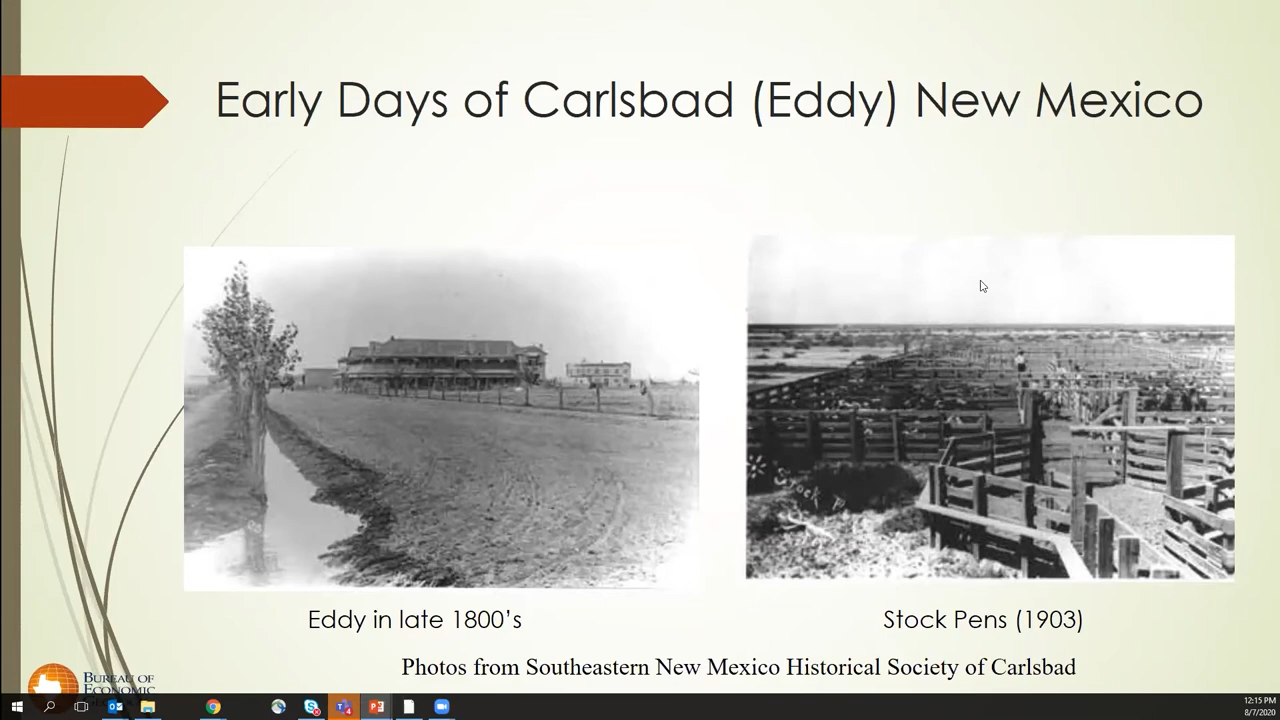 Early Days of Carlsbad (Eddy) New Mexico
Stock
Eddy in late 1800's
Stock Pens (1903)
Photos from Southeastern New Mexico Historical Society of Carlsbad
BUREAU OF
ECONOMIC
12:15 PM
8/7/2020